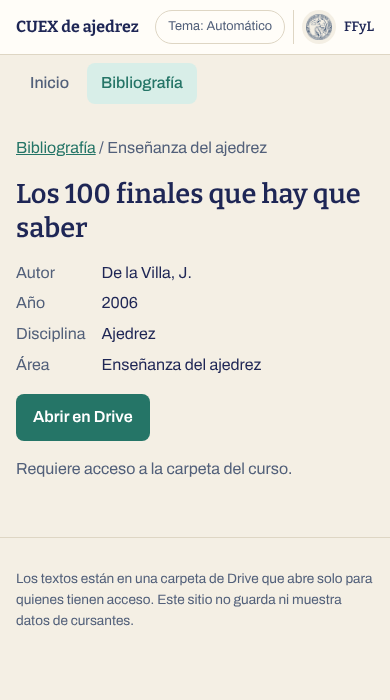 CUEX de ajedrez
Tema: Automático
FFyL
Inicio
Bibliografía
Bibliografía / Enseñanza del ajedrez
Los 100 finales que hay que
saber
Autor De la Villa, J.
Año 2006
Disciplina Ajedrez
Área Enseñanza del ajedrez
Abrir en Drive
Requiere acceso a la carpeta del curso.
Los textos están en una carpeta de Drive que abre solo para
quienes tienen acceso. Este sitio no guarda ni muestra
datos de cursantes.